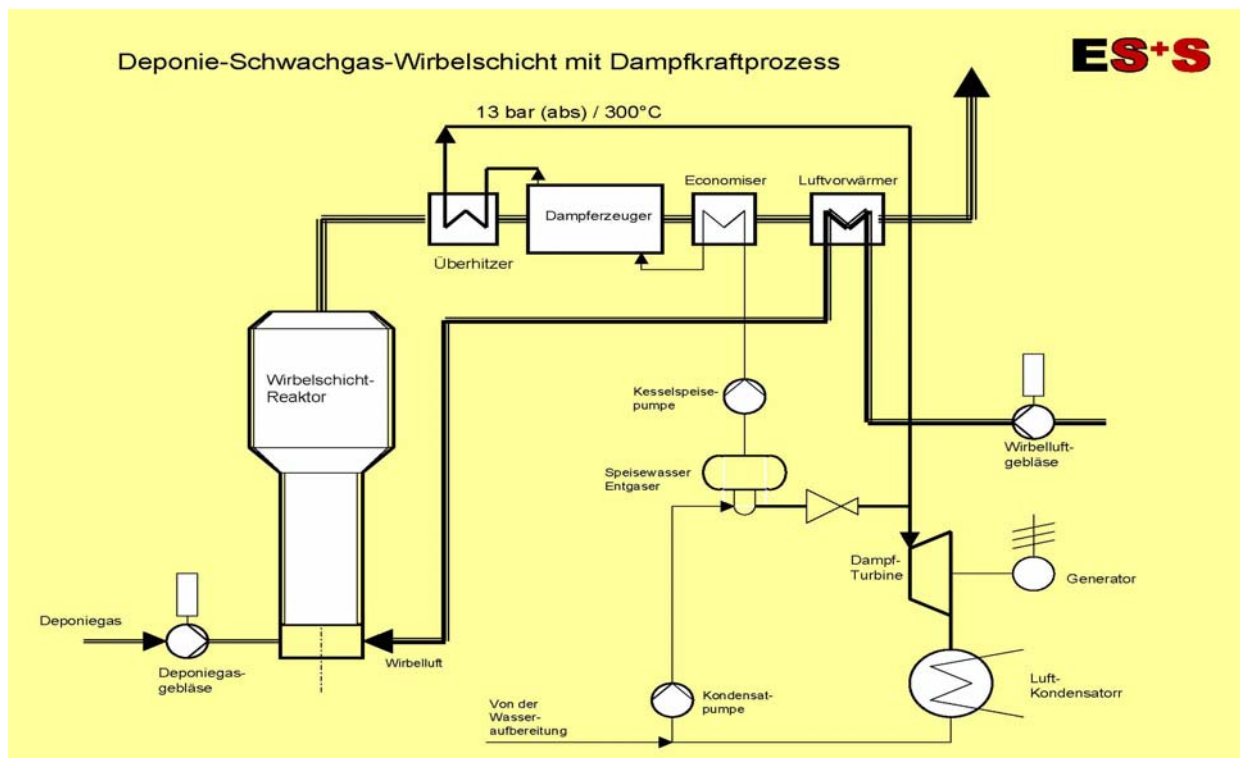 Deponie-Schwachgas-Wirbelschicht mit Dampfkraftprozess
ES+S
13 bar (abs) / 300°C
Economiser
Luftvorwärmer
Dampferzeuger
Überhitzer
Wirbelschicht-
Reaktor
Kesselspeise-
pumpe
Wirbelluft-
gebläse
Speisewasser
Entgaser
Dampf-
Turbine
Generator
Deponiegas
Wirbelluft
Deponiegas-
gebläse
Luft-
Kondensatorr
Kondensat-
pumpe
Von der
Wasser-
aufbereitung